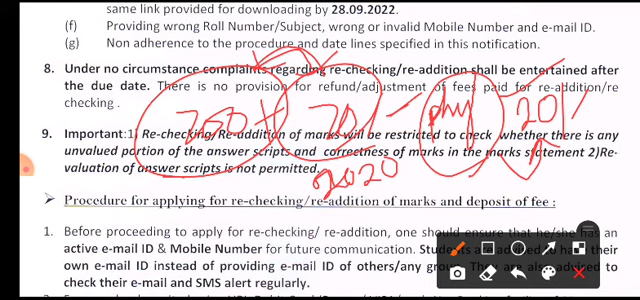 same link provided for downloading by 28.09.2022.
(f) Providing wrong Roll Number/Subject, wrong or invalid Mobile Number and e-mail ID.
(g) Non adherence to the procedure and date lines specified in this notification.
8. Under no circumstance complaints regarding re-checking/re-addition shall be entertained after
the due date. There is no provision for refund/adjustment of fees paid for re-addition/re
checking .
9. Important:1) Re-checking/Re-addition of marks will be restricted to check whether there is any
unvalued portion of the answer scripts and correctness of marks in the marks statement 2)Re-
valuation of answer scripts is not permitted.
phy
2020
➤ Procedure for applying for re-checking/re-addition of marks and deposit of fee :
1. Before proceeding to apply for re-checking/ re-addition, one should ensure that he/she has an
active e-mail ID & Mobile Number for future communication. Students are to their
own e-mail ID instead of providing e-mail ID of others/any are also
check their e-mail and SMS alert regularly.